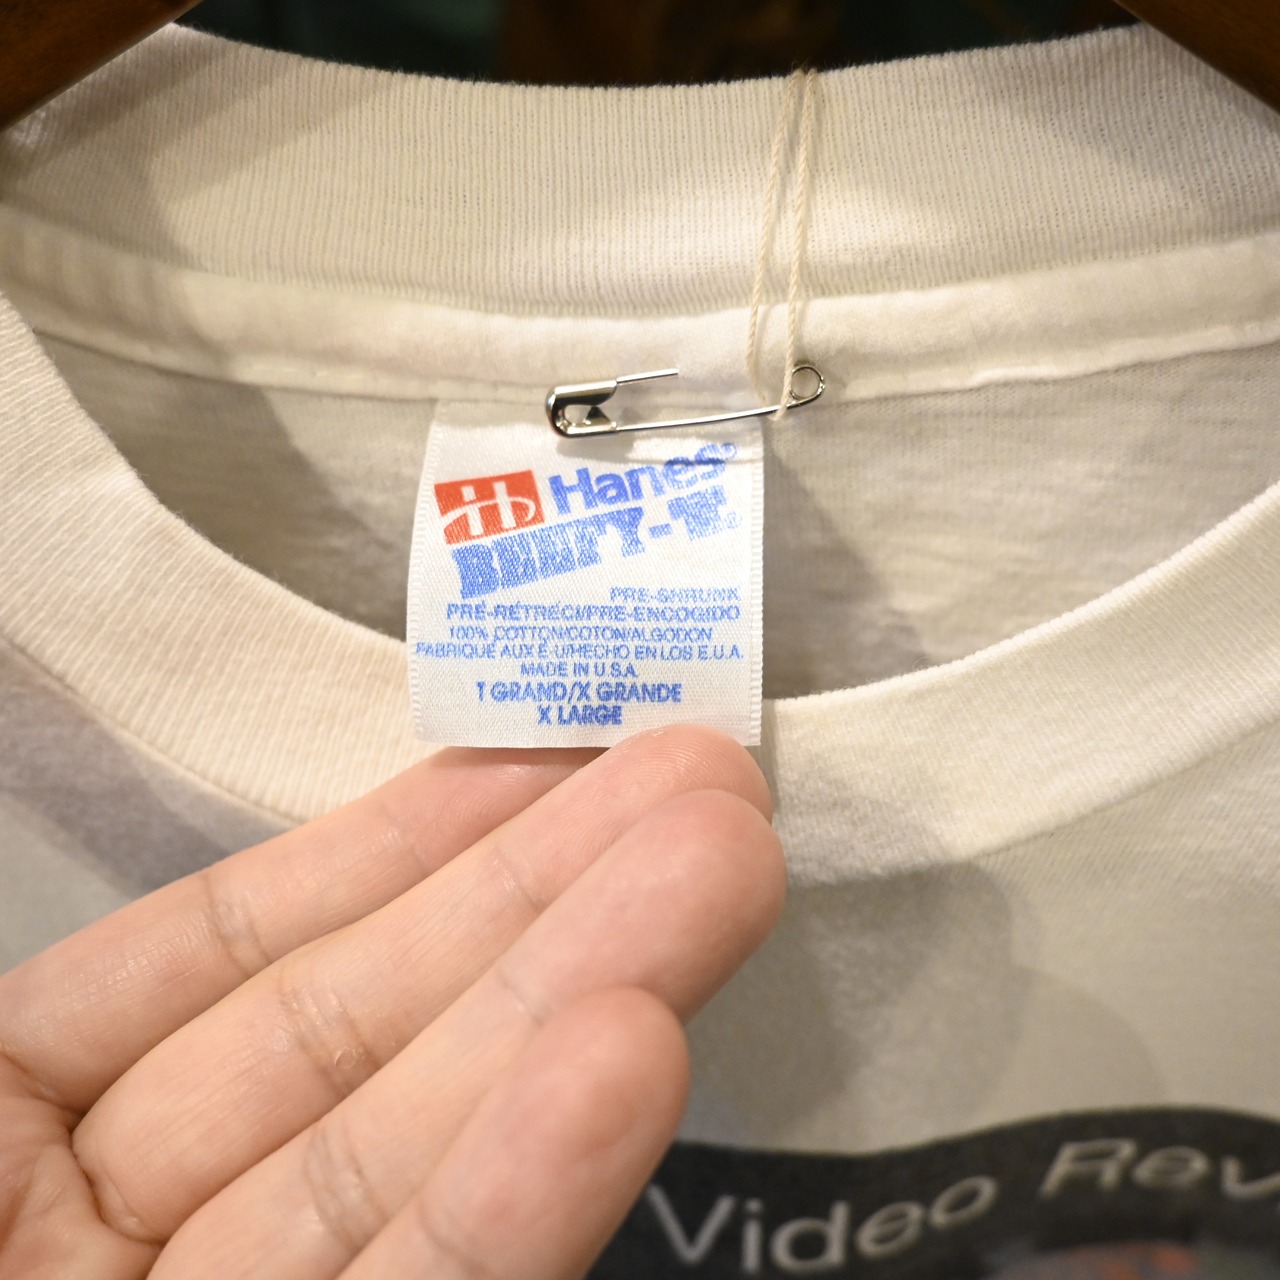 Hanes®
BEEFY-T®
PRE-SHRUNK
PRÉ-RÉTRÉCI/PRE-ENCOGIDO
100% COTTON/COTON/ALGODON
FABRIQUÉ AUX É-U/HECHO EN LOS E.U.A.
MADE IN U.S.A.
T GRAND/X GRANDE
X LARGE
Video Rev